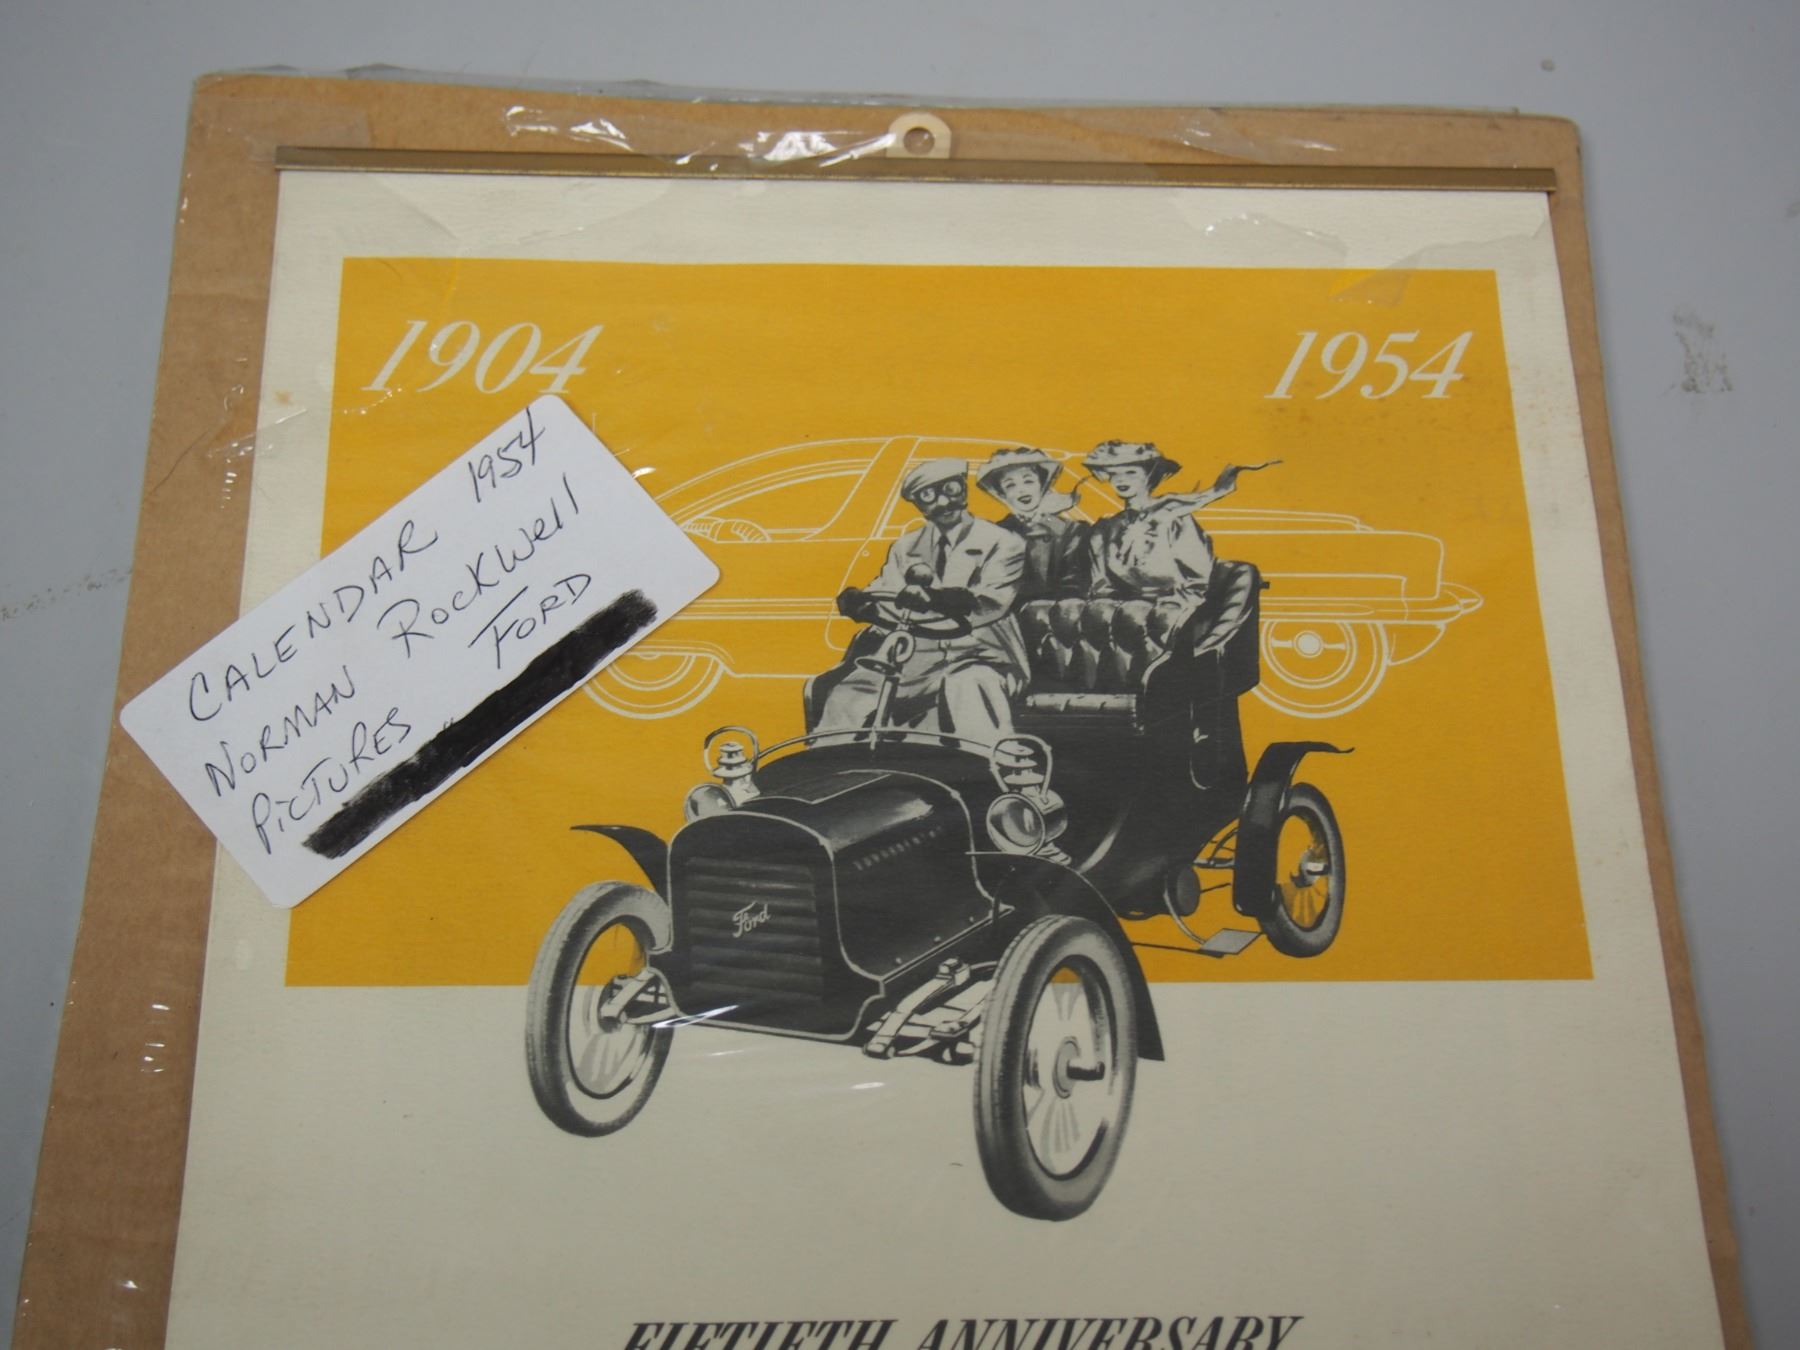 1904
1954
CALENDAR 1954
NORMAN ROCKWELL
PICTURES FORD
Ford
FIFTIETH ANNIVERSARY